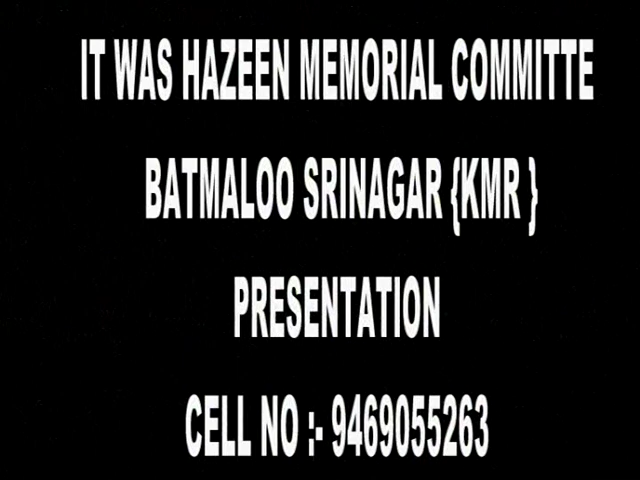 IT WAS HAZEEN MEMORIAL COMMITTE
BATMALOO SRINAGAR {KMR }
PRESENTATION
CELL NO :- 9469055263